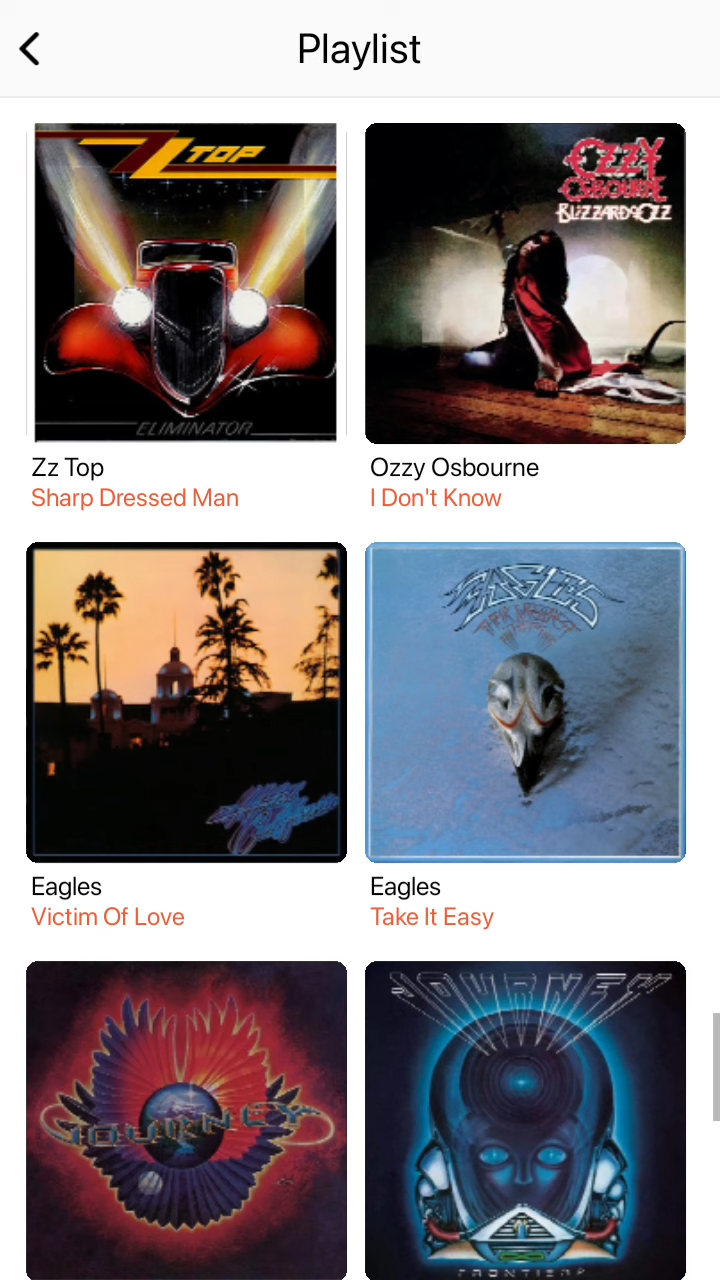 Playlist
ZZ TOP
ELIMINATOR
OZZY
OSBOURNE
BLIZZARD OF OZZ
Zz Top
Sharp Dressed Man
Ozzy Osbourne
I Don't Know
EAGLES
Eagles
Victim Of Love
Eagles
Take It Easy
JOURNEY
JOURNEY
FRONTIERS